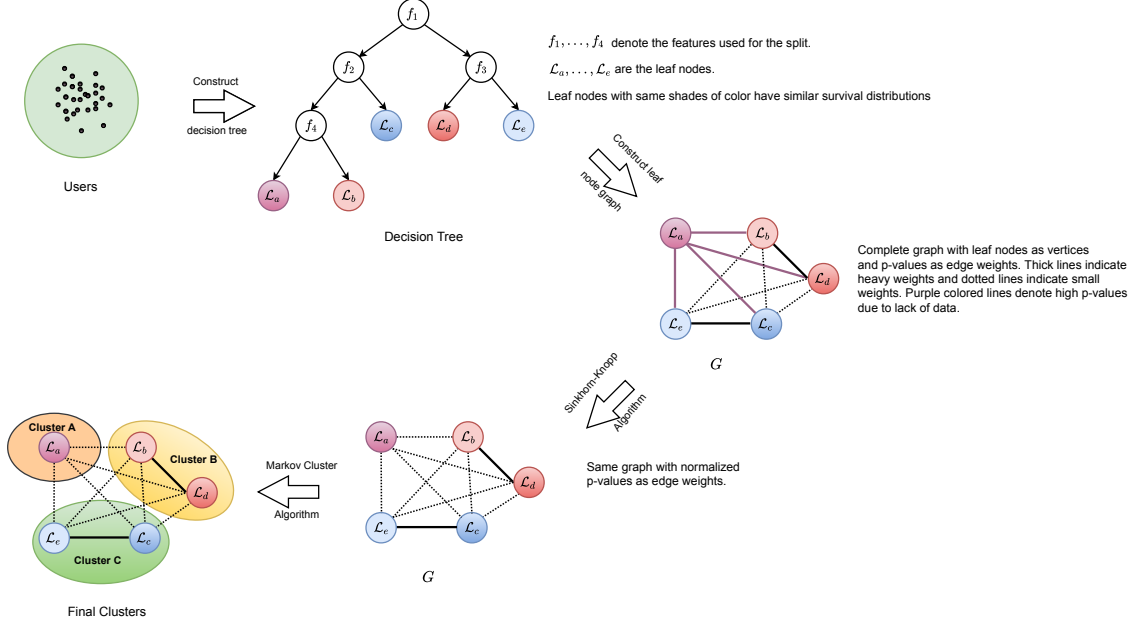 Users
Construct
decision tree
f₁
f₂
f₃
f₄
ℒc
ℒd
ℒe
ℒa
ℒb
Decision Tree
f₁, . . . , f₄ denote the features used for the split.
ℒa, . . . , ℒe are the leaf nodes.
Leaf nodes with same shades of color have similar survival distributions
Construct leaf
node graph
ℒa
ℒb
ℒd
ℒe
ℒc
G
Complete graph with leaf nodes as vertices
and p-values as edge weights. Thick lines indicate
heavy weights and dotted lines indicate small
weights. Purple colored lines denote high p-values
due to lack of data.
Sinkhorn-Knopp
Algorithm
Same graph with normalized
p-values as edge weights.
ℒa
ℒb
ℒd
ℒe
ℒc
G
Markov Cluster
Algorithm
Cluster A
ℒa
ℒb
Cluster B
ℒd
ℒe
ℒc
Cluster C
Final Clusters